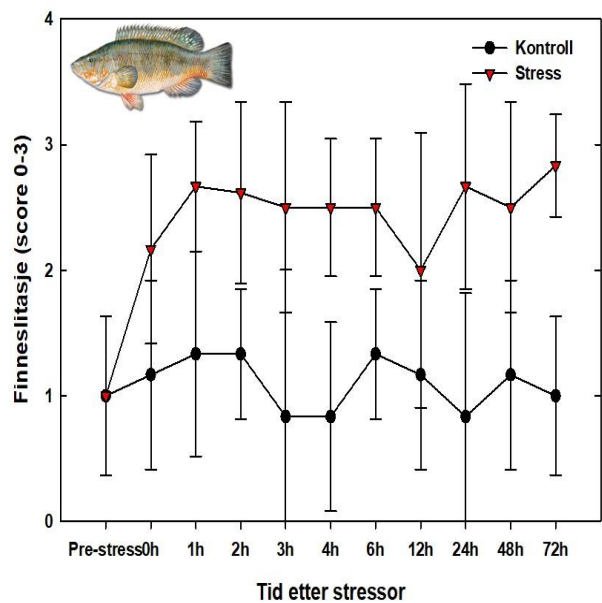 4
Kontroll
Stress
3
2
1
0
Finneslitasje (score 0-3)
Pre-stress 0h 1h 2h 3h 4h 6h 12h 24h 48h 72h
Tid etter stressor